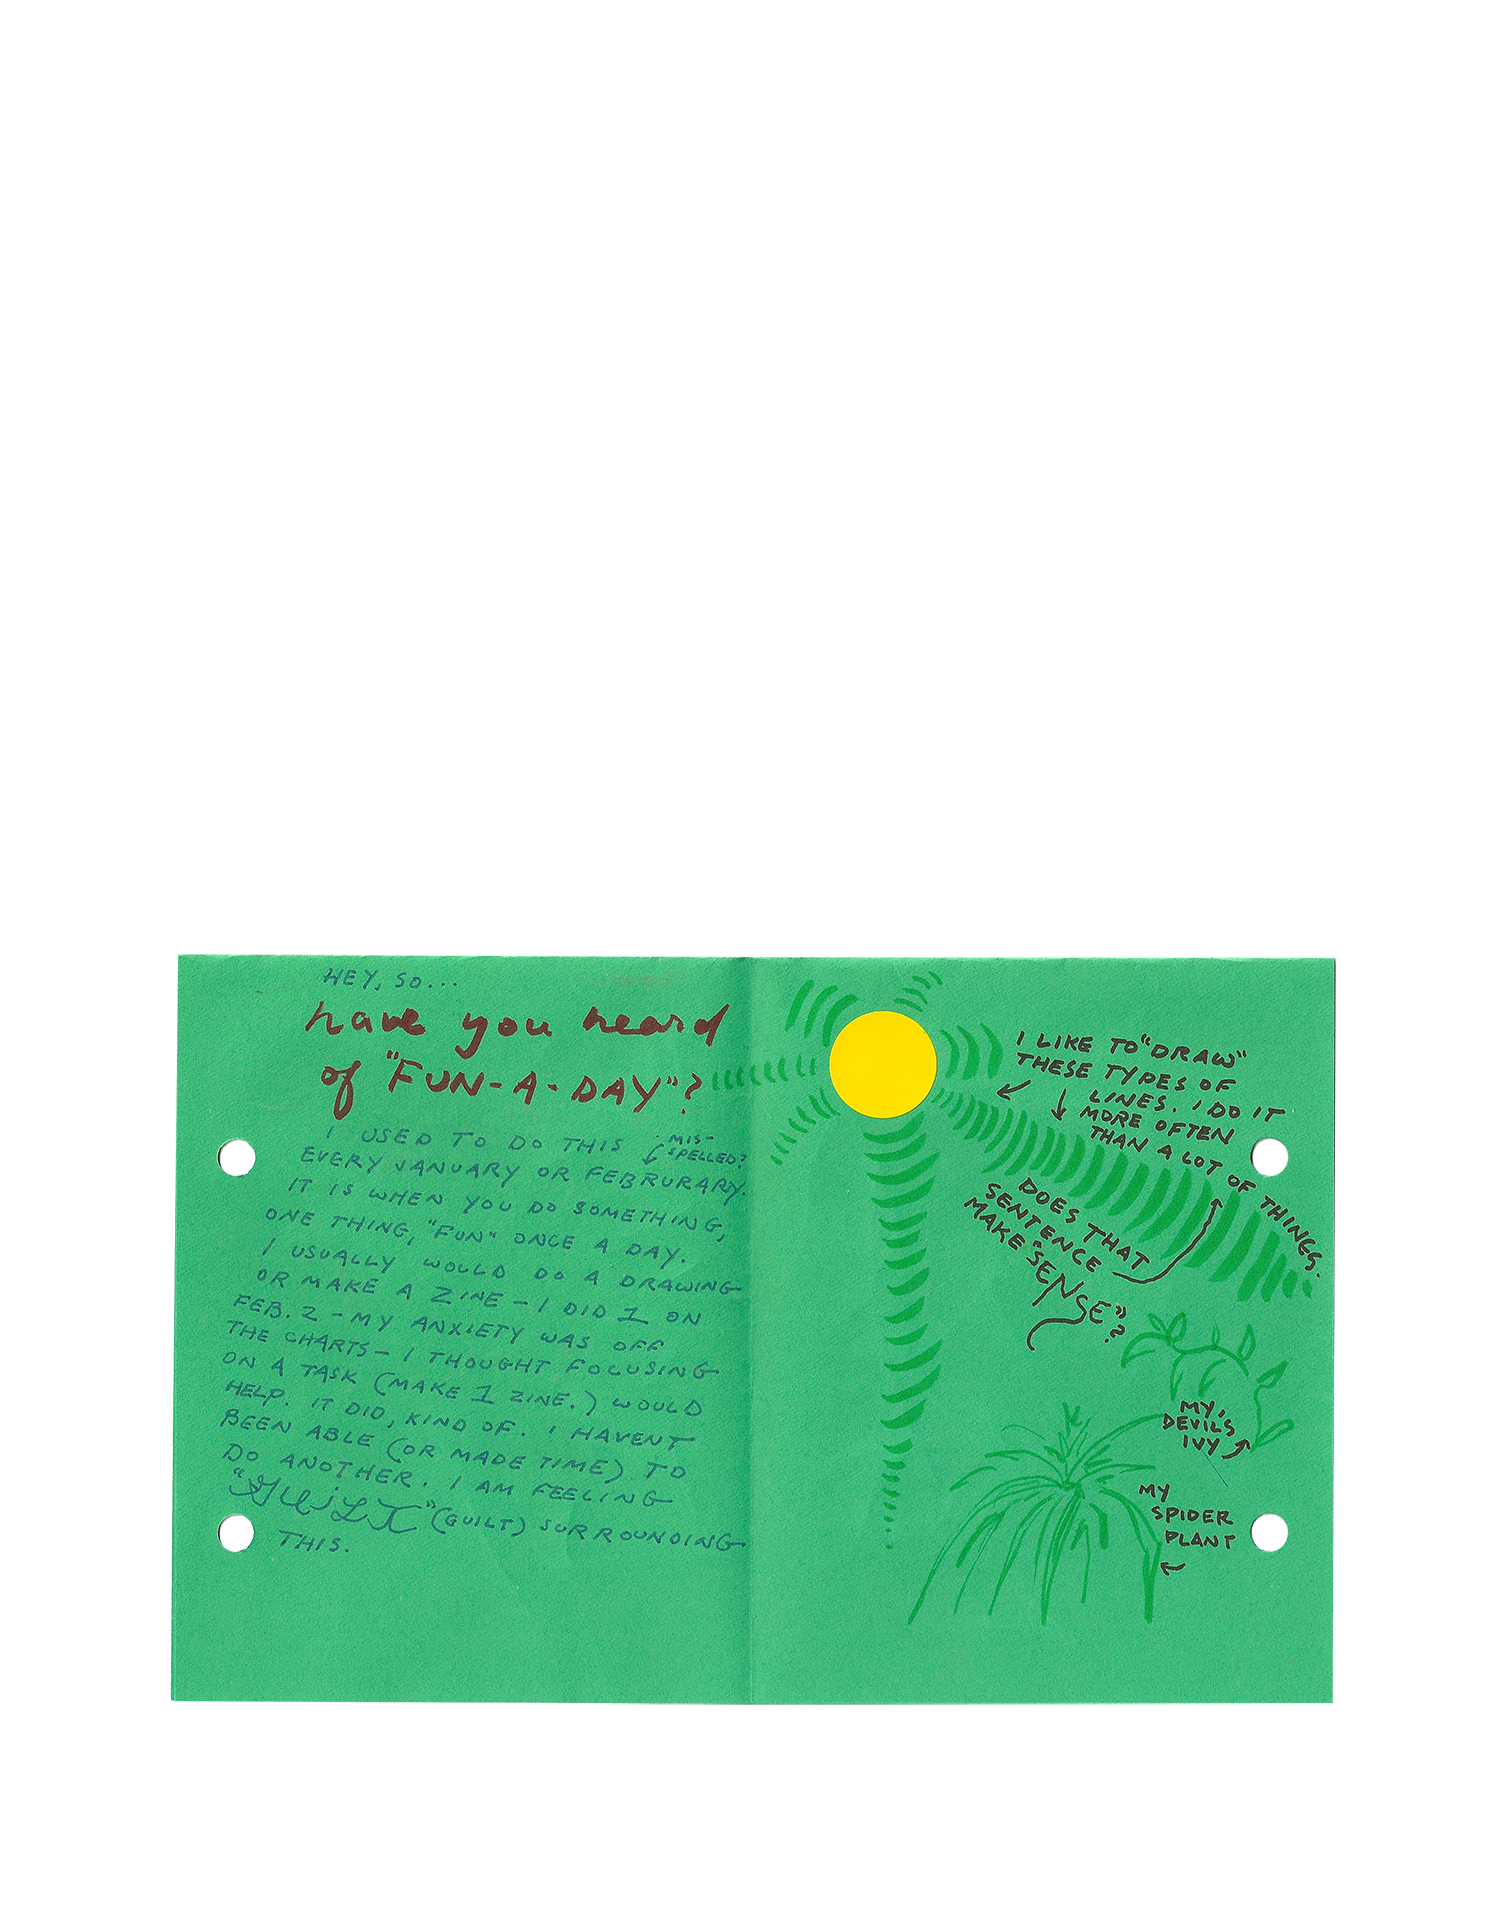 HEY, SO...
have you heard
of "FUN-A-DAY"?
I USED TO DO THIS
MIS-
SPELLED?
EVERY JANUARY OR FEBRURARY.
IT IS WHEN YOU DO SOMETHING,
ONE THING, "FUN" ONCE A DAY.
I USUALLY WOULD DO A DRAWING
OR MAKE A ZINE - I DID 1 ON
FEB. 2 - MY ANXIETY WAS OFF
THE CHARTS - I THOUGHT FOCUSING
ON A TASK (MAKE 1 ZINE.) WOULD
HELP. IT DID, KIND OF. I HAVENT
BEEN ABLE (OR MADE TIME) TO
DO ANOTHER. I AM FEELING
"GUILT" (GUILT) SURROUNDING
THIS.
I LIKE TO "DRAW"
THESE TYPES OF
LINES. I DO IT
MORE OFTEN
THAN A LOT OF THINGS.
DOES THAT
SENTENCE
MAKE "SENSE"?
MY,
DEVILS
IVY
MY
SPIDER
PLANT